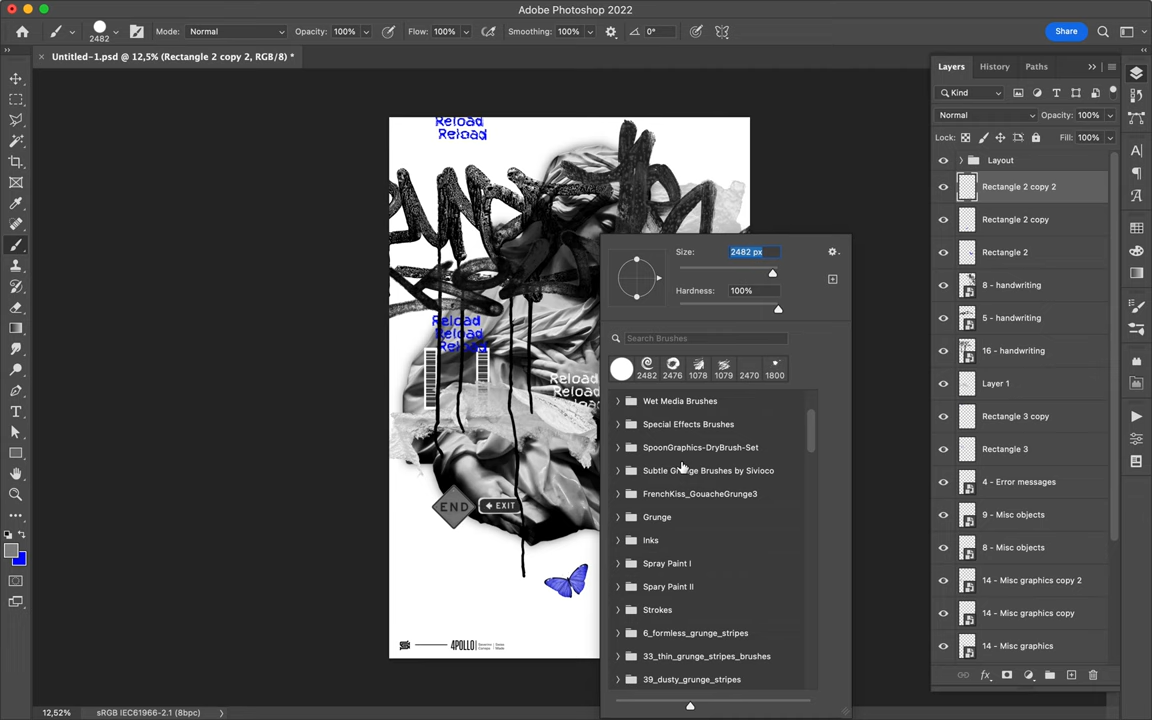 Adobe Photoshop 2022
2482
Mode: Normal
Opacity: 100%
Flow: 100%
Smoothing: 100%
0°
Share
Untitled-1.psd @ 12,5% (Rectangle 2 copy 2, RGB/8) *
Layers
History
Paths
Kind
Normal
Opacity: 100%
Lock:
Fill: 100%
Layout
Rectangle 2 copy 2
Rectangle 2 copy
Rectangle 2
8 - handwriting
5 - handwriting
16 - handwriting
Layer 1
Rectangle 3 copy
Rectangle 3
4 - Error messages
9 - Misc objects
8 - Misc objects
14 - Misc graphics copy 2
14 - Misc graphics copy
14 - Misc graphics
Reload
Reload
Reload
Reload
Reload
Reload
Reload
END
EXIT
4POLLO
Size: 2482 px
Hardness: 100%
Search Brushes
2482 2476 1078 1079 2470 1800
Wet Media Brushes
Special Effects Brushes
SpoonGraphics-DryBrush-Set
Subtle Grunge Brushes by Sivioco
FrenchKiss_GouacheGrunge3
Grunge
Inks
Spray Paint I
Spary Paint II
Strokes
6_formless_grunge_stripes
33_thin_grunge_stripes_brushes
39_dusty_grunge_stripes
12,52%
sRGB IEC61966-2.1 (8bpc)